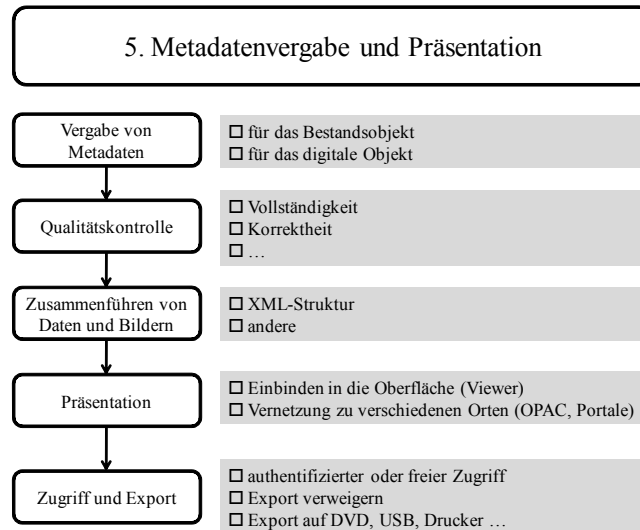 5. Metadatenvergabe und Präsentation
Vergabe von
Metadaten
☐ für das Bestandsobjekt
☐ für das digitale Objekt
Qualitätskontrolle
☐ Vollständigkeit
☐ Korrektheit
☐ …
Zusammenführen von
Daten und Bildern
☐ XML-Struktur
☐ andere
Präsentation
☐ Einbinden in die Oberfläche (Viewer)
☐ Vernetzung zu verschiedenen Orten (OPAC, Portale)
Zugriff und Export
☐ authentifizierter oder freier Zugriff
☐ Export verweigern
☐ Export auf DVD, USB, Drucker …